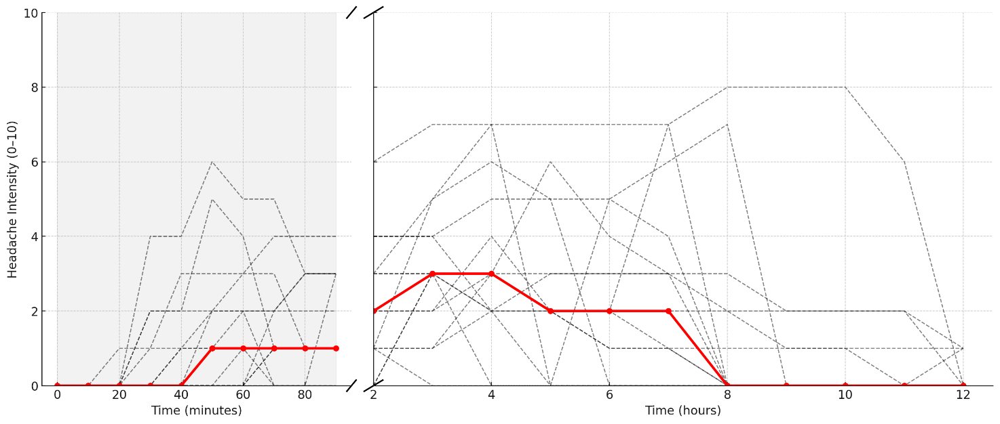 Headache Intensity (0–10)
10
8
6
4
2
0
0 20 40 60 80
Time (minutes)
2 4 6 8 10 12
Time (hours)